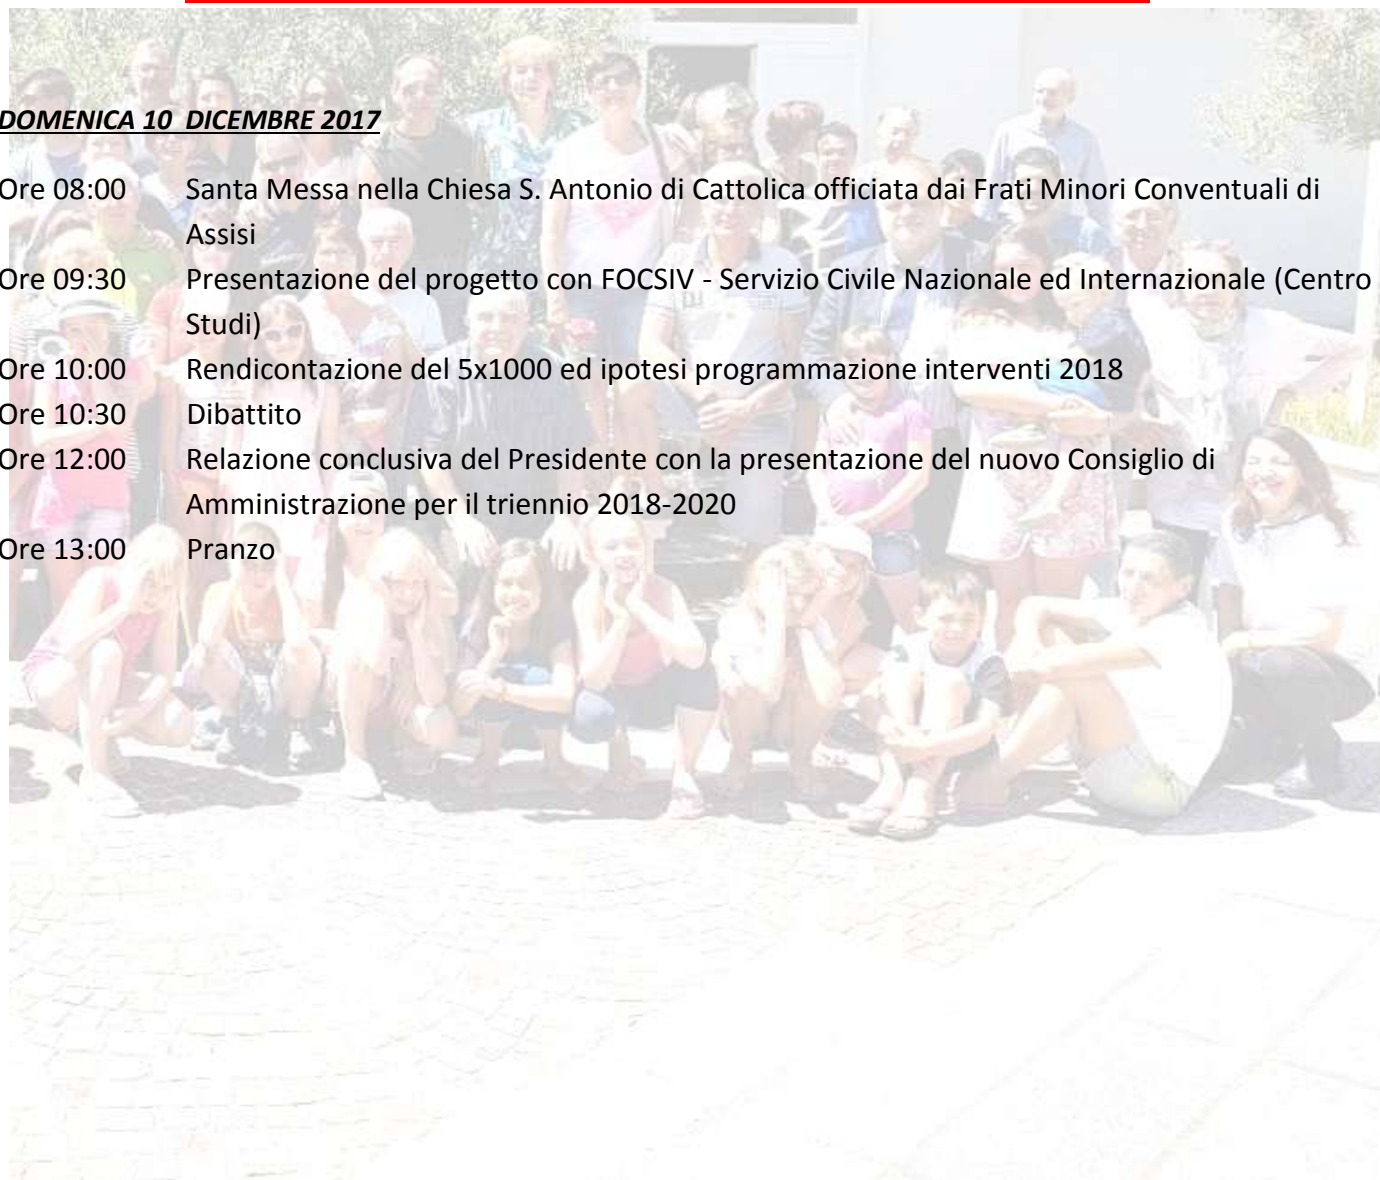 DOMENICA 10 DICEMBRE 2017
Ore 08:00 Santa Messa nella Chiesa S. Antonio di Cattolica officiata dai Frati Minori Conventuali di
Assisi
Ore 09:30 Presentazione del progetto con FOCSIV - Servizio Civile Nazionale ed Internazionale (Centro
Studi)
Ore 10:00 Rendicontazione del 5x1000 ed ipotesi programmazione interventi 2018
Ore 10:30 Dibattito
Ore 12:00 Relazione conclusiva del Presidente con la presentazione del nuovo Consiglio di
Amministrazione per il triennio 2018-2020
Ore 13:00 Pranzo